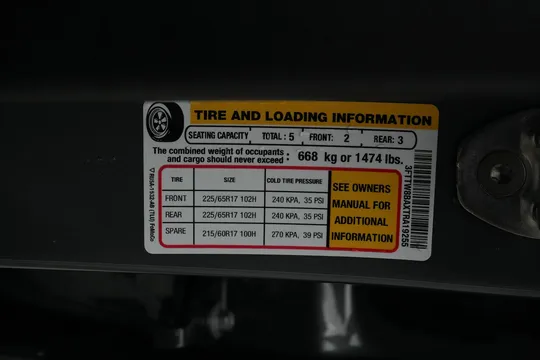 TIRE AND LOADING INFORMATION
SEATING CAPACITY TOTAL : 5 FRONT: 2 REAR: 3
The combined weight of occupants and cargo should never exceed : 668 kg or 1474 lbs.
TIRE SIZE COLD TIRE PRESSURE
FRONT 225/65R17 102H 240 KPA, 35 PSI
REAR 225/65R17 102H 240 KPA, 35 PSI
SPARE 215/60R17 100H 270 KPA, 39 PSI
SEE OWNERS
MANUAL FOR
ADDITIONAL
INFORMATION
3FTTW8BAXTRA19256